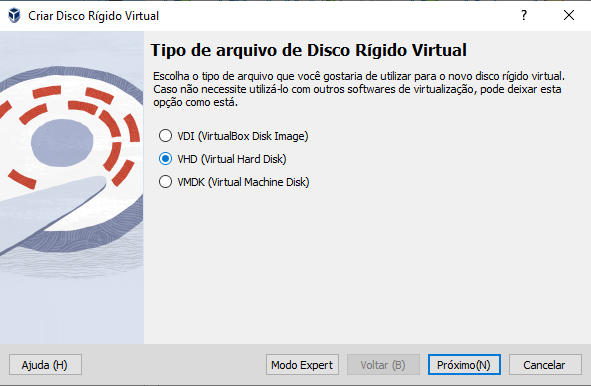 Criar Disco Rígido Virtual
?
Tipo de arquivo de Disco Rígido Virtual
Escolha o tipo de arquivo que você gostaria de utilizar para o novo disco rígido virtual.
Caso não necessite utilizá-lo com outros softwares de virtualização, pode deixar esta
opção como está.
VDI (VirtualBox Disk Image)
VHD (Virtual Hard Disk)
VMDK (Virtual Machine Disk)
Ajuda (H)
Modo Expert
Voltar (B)
Próximo(N)
Cancelar